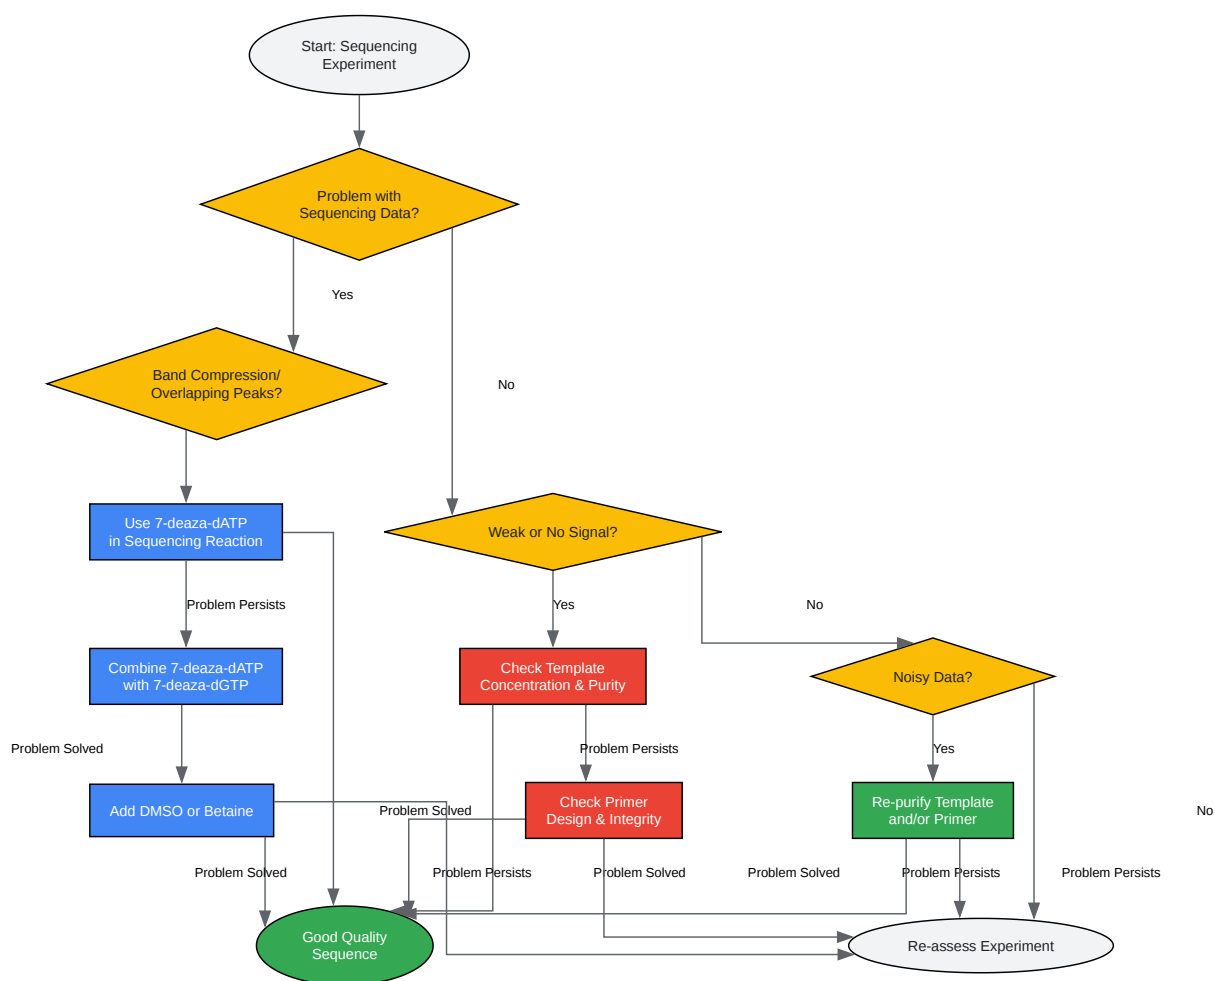 Start: Sequencing
Experiment
Problem with
Sequencing Data?
Yes
Band Compression/
Overlapping Peaks?
No
Use 7-deaza-dATP
in Sequencing Reaction
Weak or No Signal?
Problem Persists
Yes
No
Combine 7-deaza-dATP
with 7-deaza-dGTP
Check Template
Concentration & Purity
Noisy Data?
Problem Solved
Problem Persists
Yes
Add DMSO or Betaine
Problem Solved
Check Primer
Design & Integrity
Re-purify Template
and/or Primer
No
Problem Solved
Problem Persists
Problem Solved
Problem Solved
Problem Persists
Problem Persists
Good Quality
Sequence
Re-assess Experiment